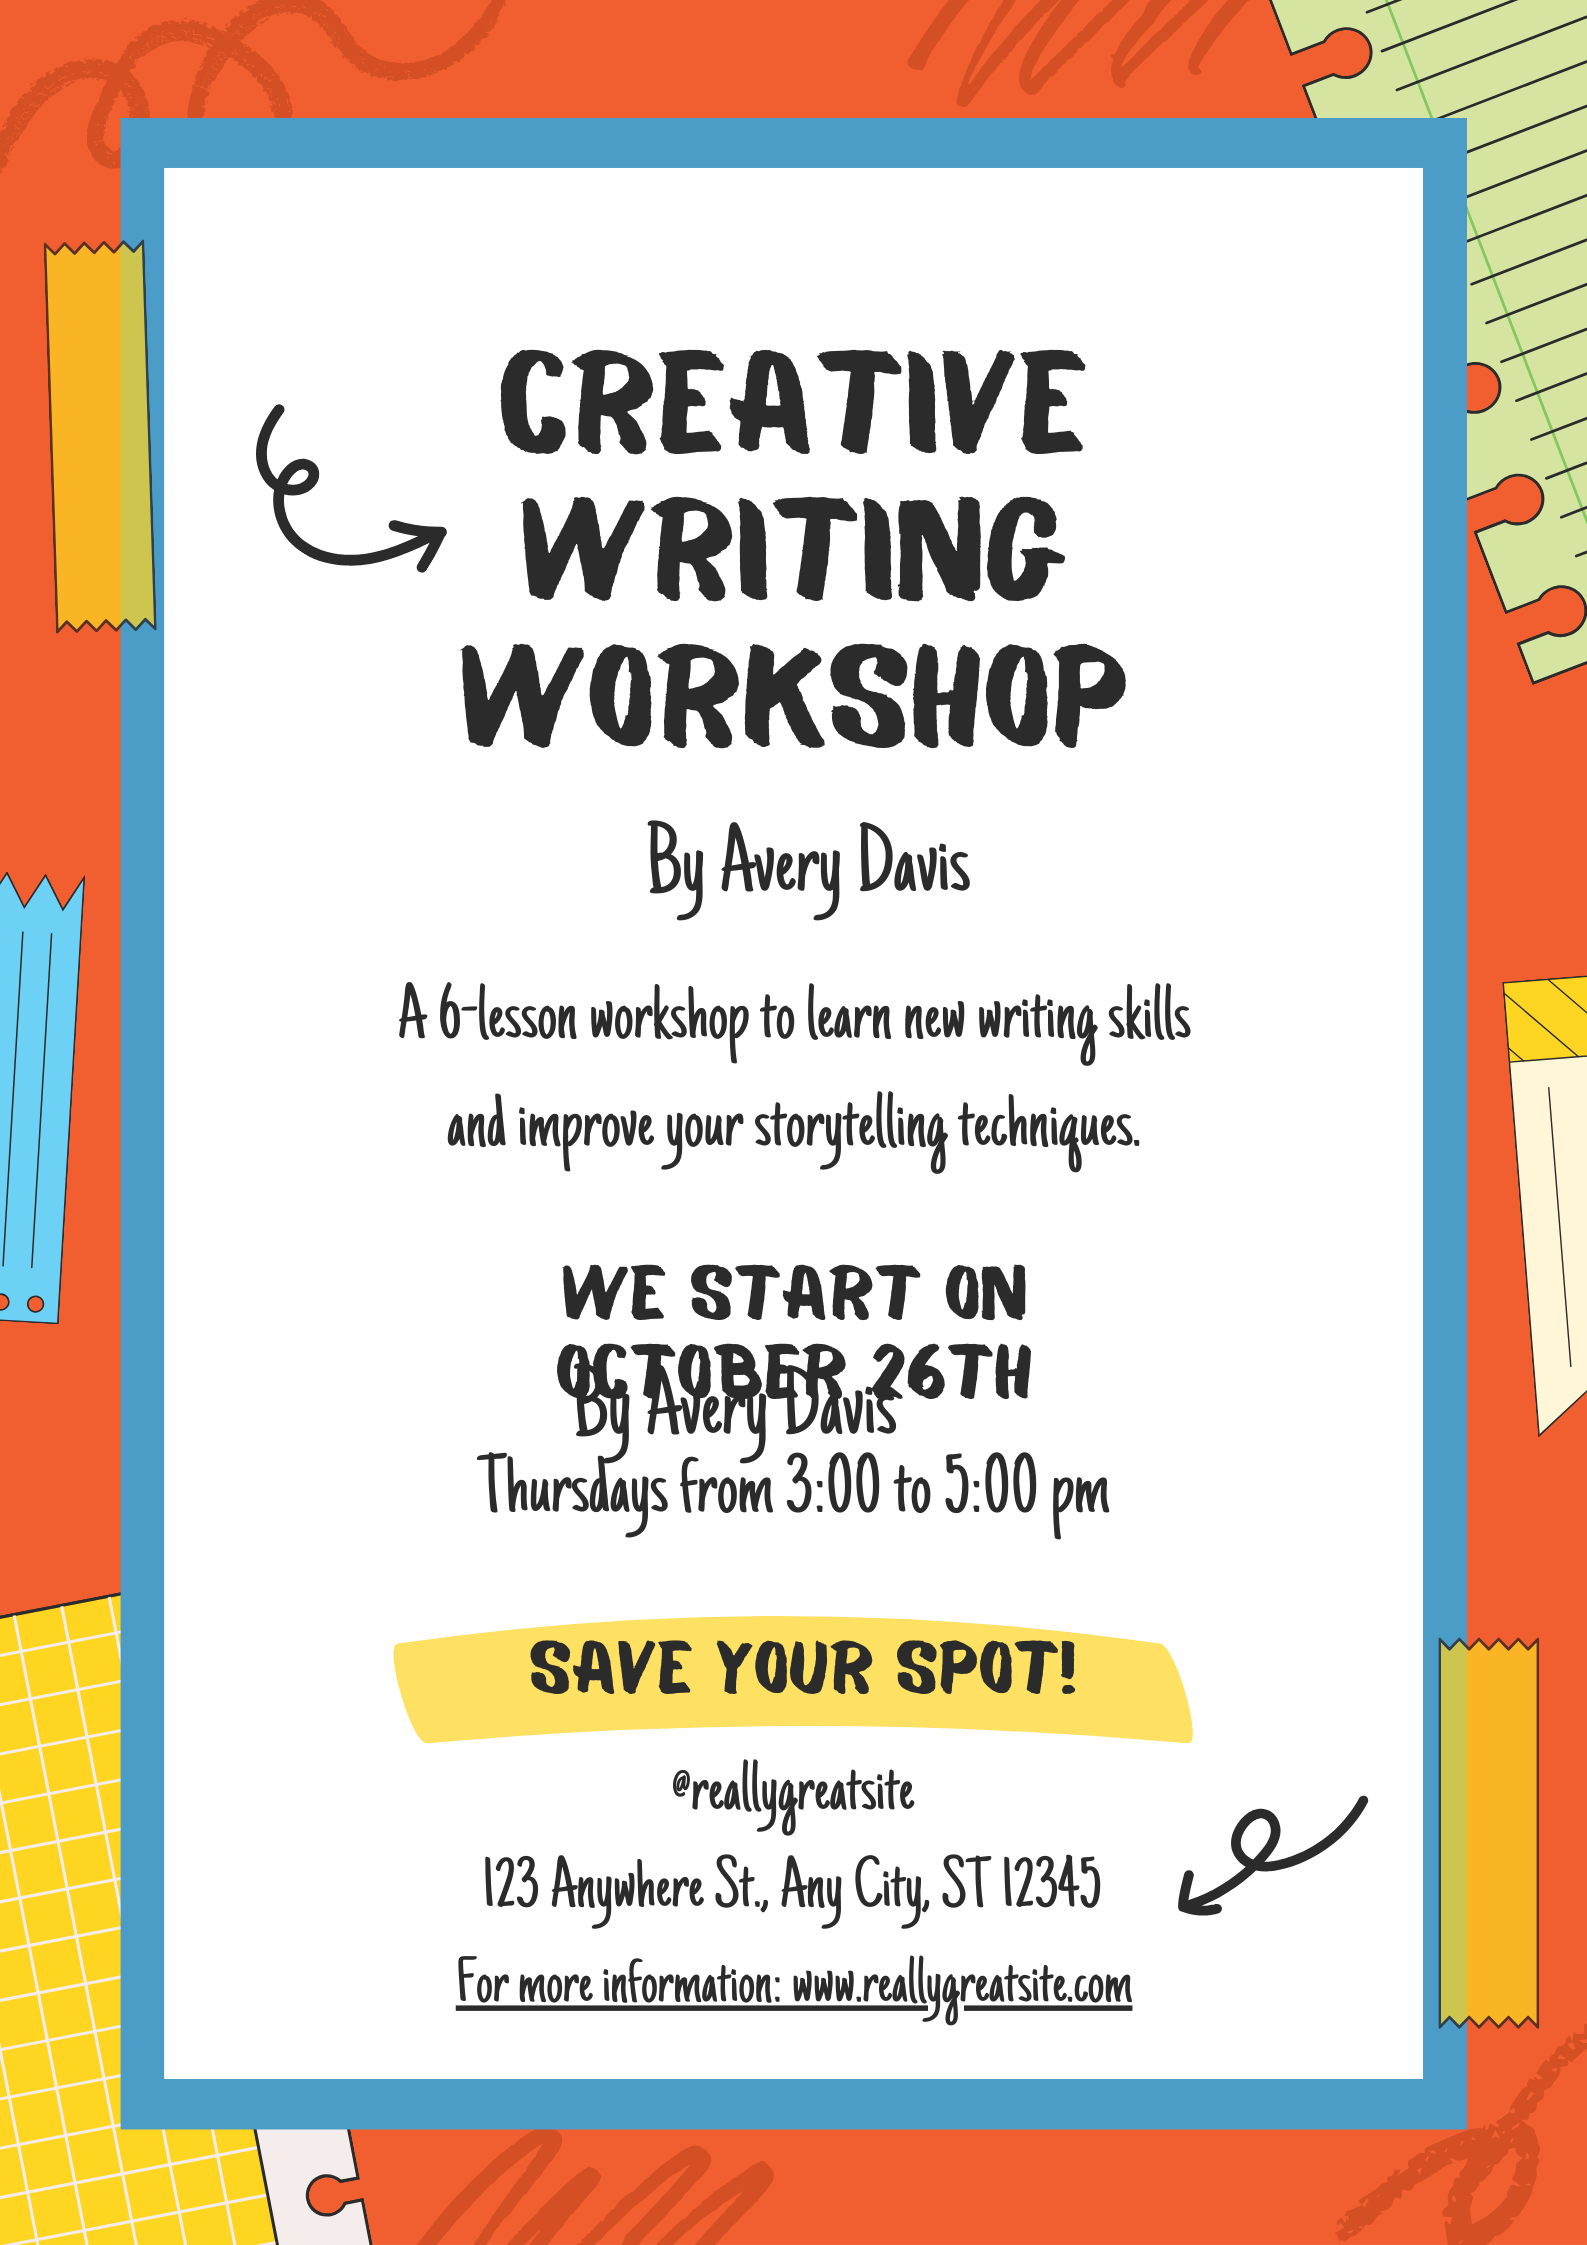 CREATIVE
WRITING
WORKSHOP
By Avery Davis
A 6-lesson workshop to learn new writing skills
and improve your storytelling techniques.
WE START ON
OCTOBER 26TH
By Avery Davis
Thursdays from 3:00 to 5:00 pm
SAVE YOUR SPOT!
@reallygreatsite
123 Anywhere St., Any City, ST 12345
For more information: www.reallygreatsite.com